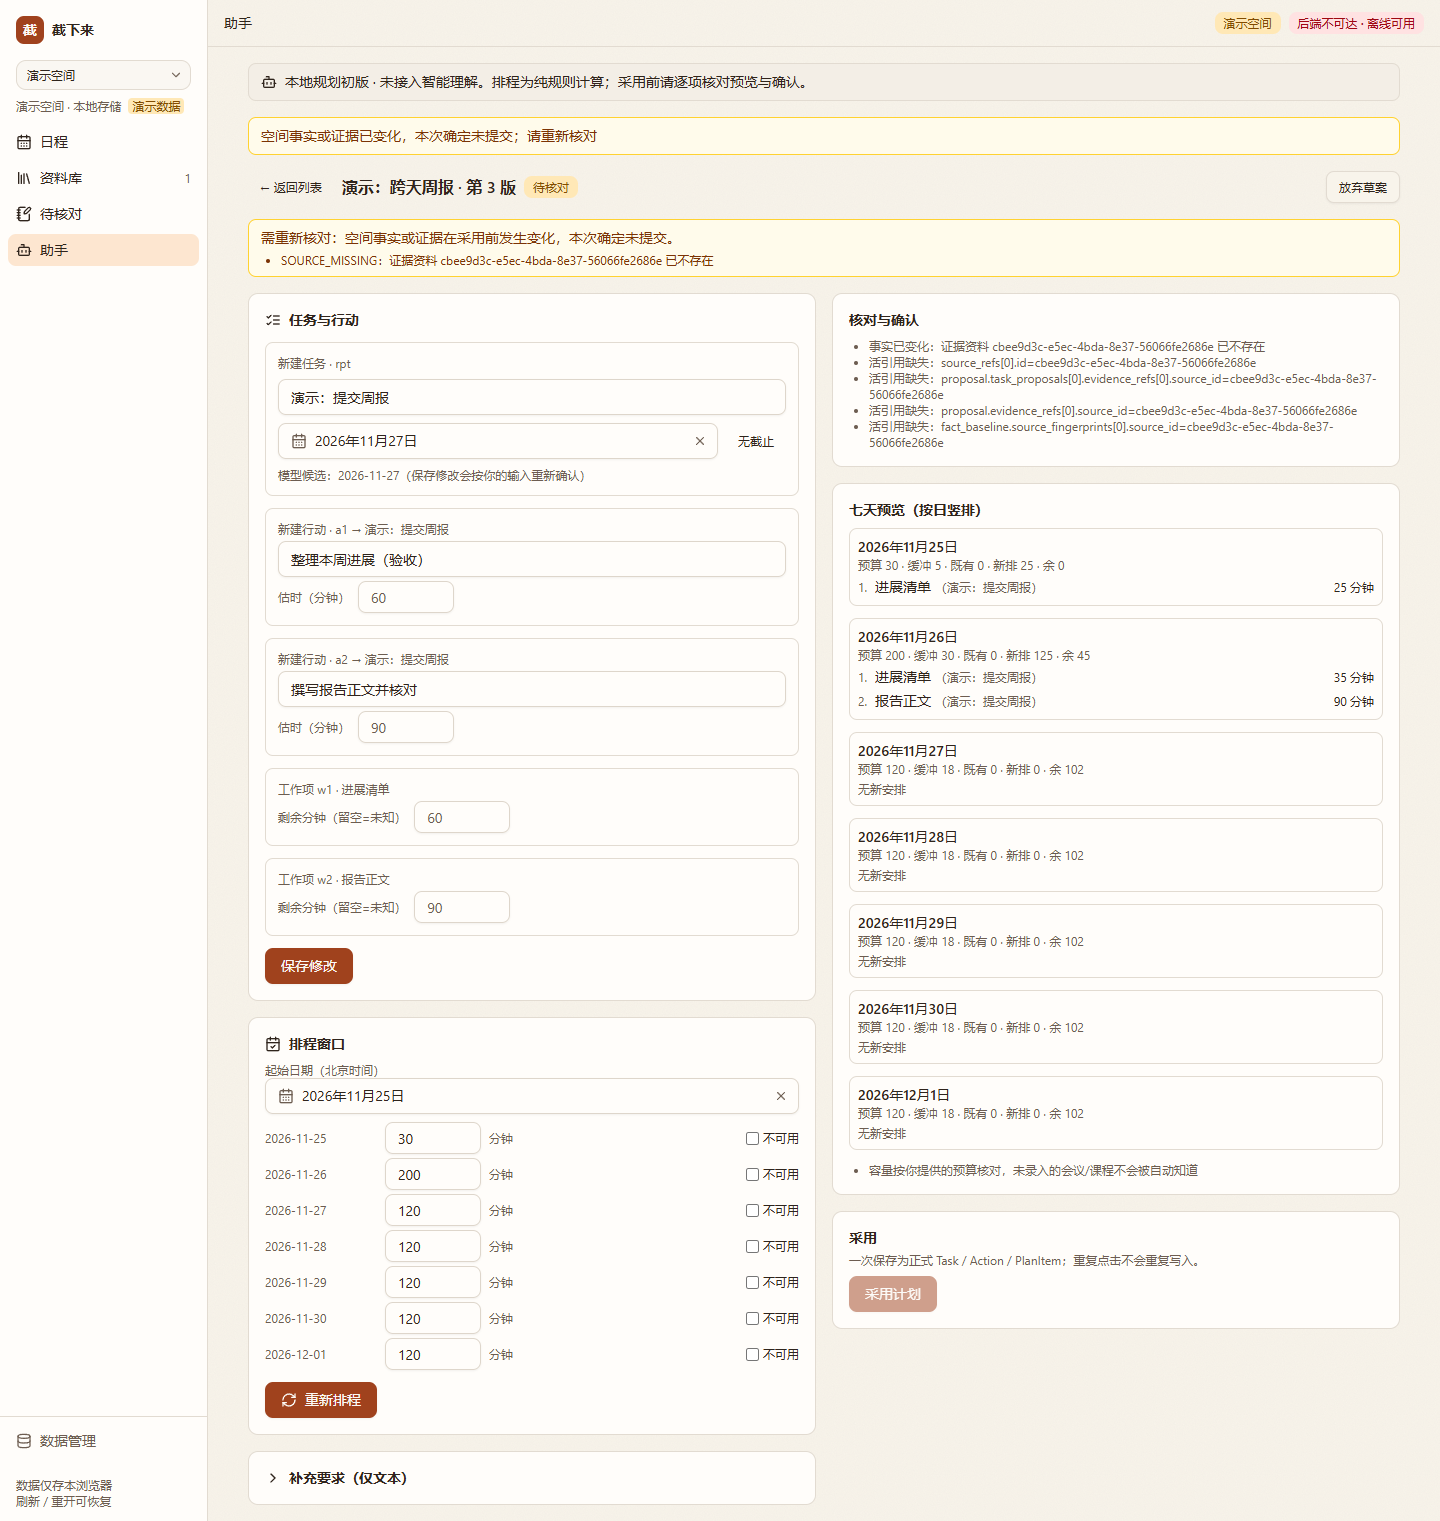 截 截下来
演示空间
演示空间 · 本地存储 演示数据
日程
资料库 1
待核对
助手
数据管理
数据仅存本浏览器
刷新 / 重开可恢复
助手
演示空间 后端不可达 · 离线可用
本地规划初版 · 未接入智能理解。排程为纯规则计算；采用前请逐项核对预览与确认。
空间事实或证据已变化，本次确定未提交；请重新核对
← 返回列表 演示：跨天周报 · 第 3 版 待核对 放弃草案
需重新核对：空间事实或证据在采用前发生变化，本次确定未提交。
• SOURCE_MISSING：证据资料 cbee9d3c-e5ec-4bda-8e37-56066fe2686e 已不存在
任务与行动
新建任务 · rpt
演示：提交周报
2026年11月27日 × 无截止
模型候选：2026-11-27（保存修改会按你的输入重新确认）
新建行动 · a1 → 演示：提交周报
整理本周进展（验收）
估时（分钟） 60
新建行动 · a2 → 演示：提交周报
撰写报告正文并核对
估时（分钟） 90
工作项 w1 · 进展清单
剩余分钟（留空=未知） 60
工作项 w2 · 报告正文
剩余分钟（留空=未知） 90
保存修改
排程窗口
起始日期（北京时间）
2026年11月25日 ×
2026-11-25 30 分钟 不可用
2026-11-26 200 分钟 不可用
2026-11-27 120 分钟 不可用
2026-11-28 120 分钟 不可用
2026-11-29 120 分钟 不可用
2026-11-30 120 分钟 不可用
2026-12-01 120 分钟 不可用
重新排程
补充要求（仅文本）
核对与确认
• 事实已变化：证据资料 cbee9d3c-e5ec-4bda-8e37-56066fe2686e 已不存在
• 活引用缺失：source_refs[0].id=cbee9d3c-e5ec-4bda-8e37-56066fe2686e
• 活引用缺失：proposal.task_proposals[0].evidence_refs[0].source_id=cbee9d3c-e5ec-4bda-8e37-
56066fe2686e
• 活引用缺失：proposal.evidence_refs[0].source_id=cbee9d3c-e5ec-4bda-8e37-56066fe2686e
• 活引用缺失：fact_baseline.source_fingerprints[0].source_id=cbee9d3c-e5ec-4bda-8e37-
56066fe2686e
七天预览（按日竖排）
2026年11月25日
预算 30 · 缓冲 5 · 既有 0 · 新排 25 · 余 0
1. 进展清单 （演示：提交周报） 25 分钟
2026年11月26日
预算 200 · 缓冲 30 · 既有 0 · 新排 125 · 余 45
1. 进展清单 （演示：提交周报） 35 分钟
2. 报告正文 （演示：提交周报） 90 分钟
2026年11月27日
预算 120 · 缓冲 18 · 既有 0 · 新排 0 · 余 102
无新安排
2026年11月28日
预算 120 · 缓冲 18 · 既有 0 · 新排 0 · 余 102
无新安排
2026年11月29日
预算 120 · 缓冲 18 · 既有 0 · 新排 0 · 余 102
无新安排
2026年11月30日
预算 120 · 缓冲 18 · 既有 0 · 新排 0 · 余 102
无新安排
2026年12月1日
预算 120 · 缓冲 18 · 既有 0 · 新排 0 · 余 102
无新安排
• 容量按你提供的预算核对，未录入的会议/课程不会被自动知道
采用
一次保存为正式 Task / Action / PlanItem；重复点击不会重复写入。
采用计划